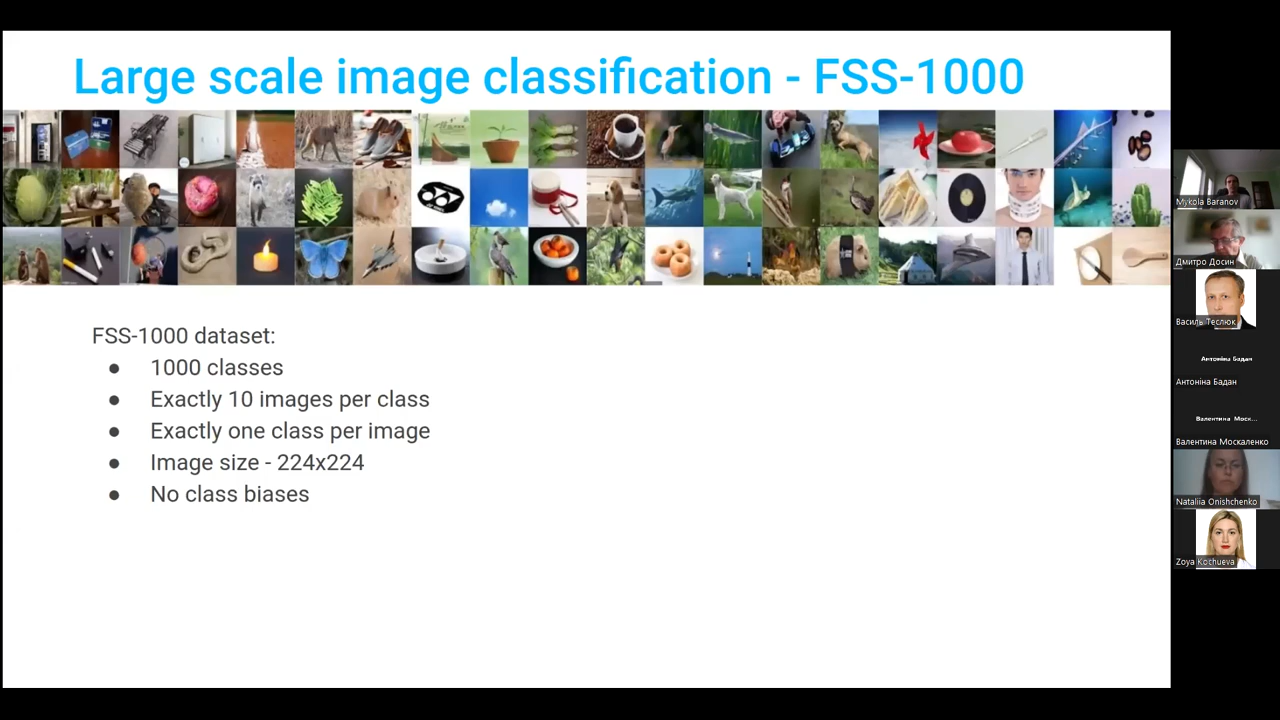 Large scale image classification - FSS-1000
FSS-1000 dataset:
● 1000 classes
● Exactly 10 images per class
● Exactly one class per image
● Image size - 224x224
● No class biases
Mykola Baranov
Дмитро Досин
Василь Теслюк
Антоніна Бадан
Антоніна Бадан
Валентина Моск...
Валентина Москаленко
Nataliia Onishchenko
Zoya Kochueva